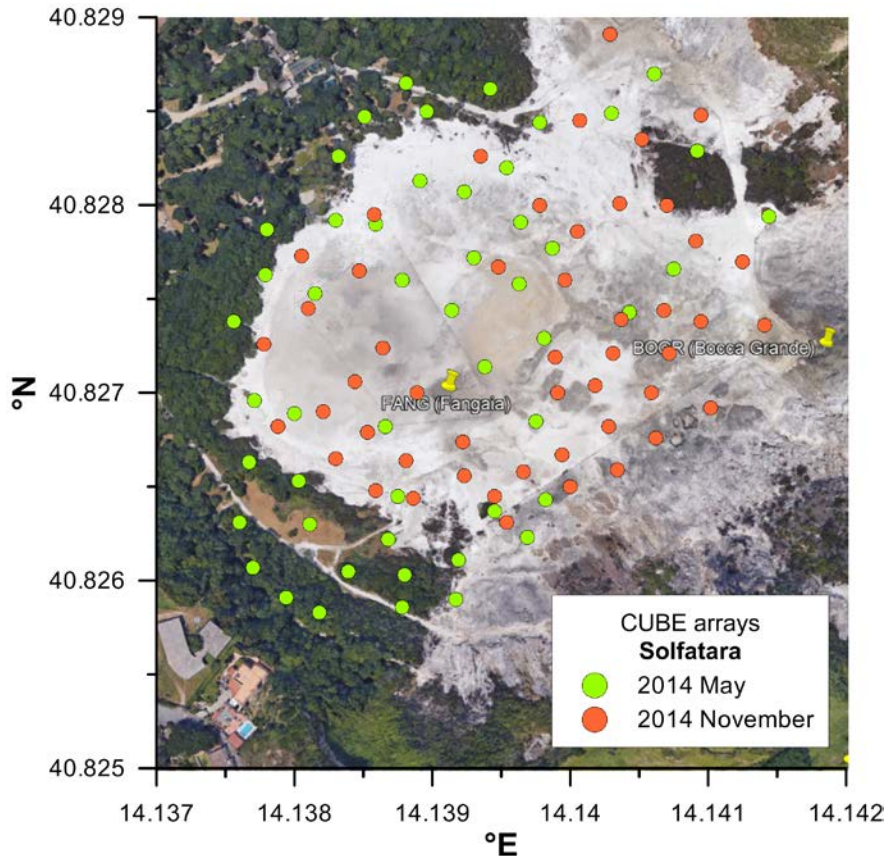 40.829
40.828
40.827
40.826
40.825
°N
BOGR (Bocca Grande)
FANG (Fangaia)
CUBE arrays
Solfatara
2014 May
2014 November
14.137 14.138 14.139 14.14 14.141 14.142
°E